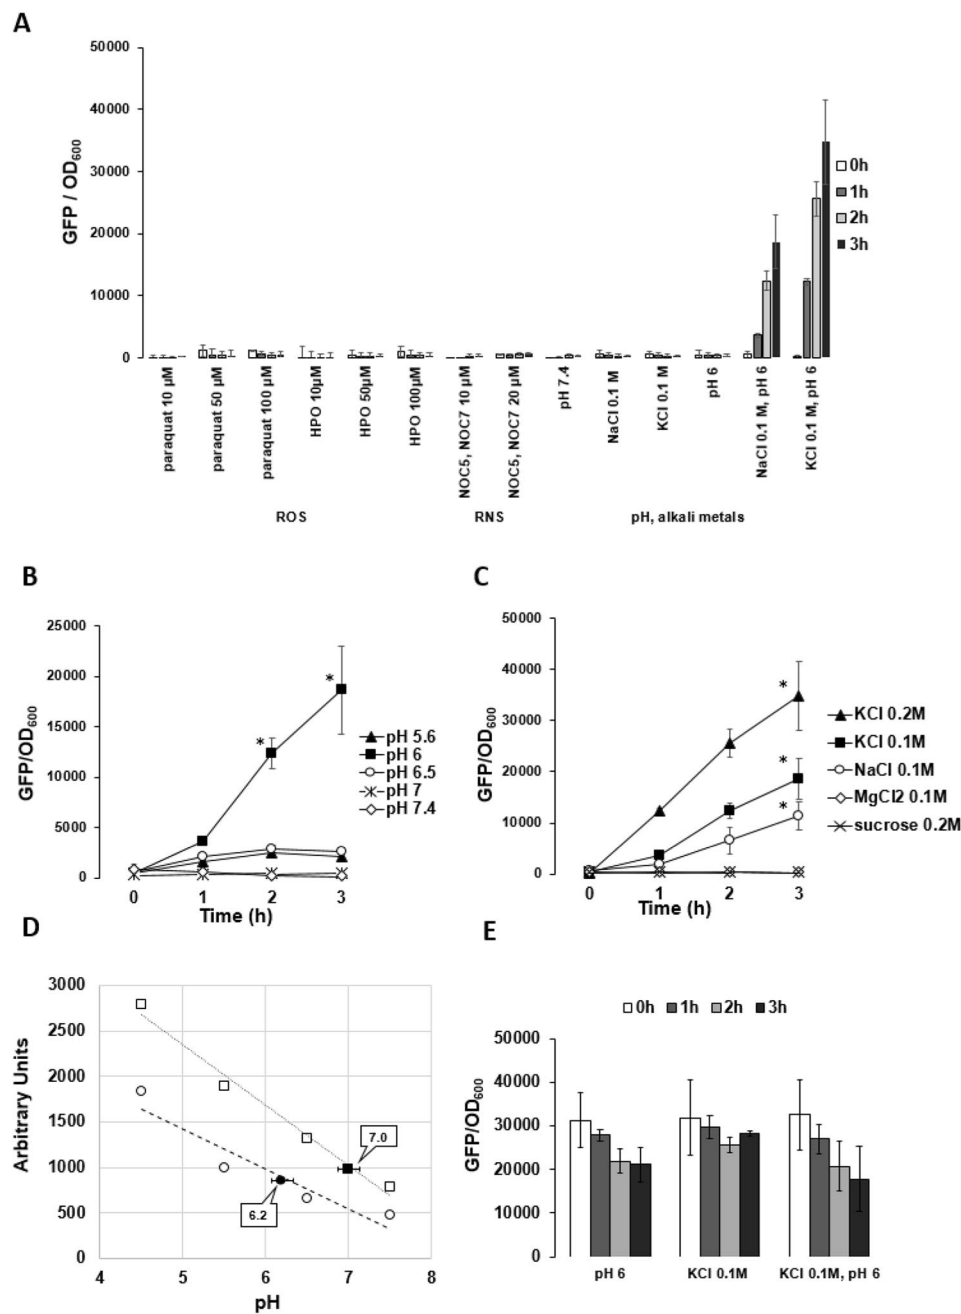 A
50000
40000
30000
20000
10000
0
GFP / OD600
0h
1h
2h
3h
paraquat 10 µM
paraquat 50 µM
paraquat 100 µM
HPO 10µM
HPO 50µM
HPO 100µM
NOC5, NOC7 10 µM
NOC5, NOC7 20 µM
pH 7.4
NaCl 0.1 M
KCl 0.1 M
pH 6
NaCl 0.1 M, pH 6
KCl 0.1 M, pH 6
ROS
RNS
pH, alkali metals
B
25000
20000
15000
10000
5000
0
GFP/OD600
*
*
pH 5.6
pH 6
pH 6.5
pH 7
pH 7.4
0 1 2 3
Time (h)
C
50000
40000
30000
20000
10000
0
GFP/OD600
*
*
*
KCl 0.2M
KCl 0.1M
NaCl 0.1M
MgCl2 0.1M
sucrose 0.2M
0 1 2 3
Time (h)
D
3000
2500
2000
1500
1000
500
0
Arbitrary Units
7.0
6.2
4 5 6 7 8
pH
E
0h 1h 2h 3h
50000
40000
30000
20000
10000
0
GFP/OD600
pH 6
KCl 0.1M
KCl 0.1M, pH 6